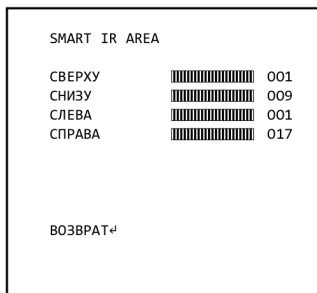 SMART IR AREA
СВЕРХУ 001
СНИЗУ 009
СЛЕВА 001
СПРАВА 017
ВОЗВРАТ↵